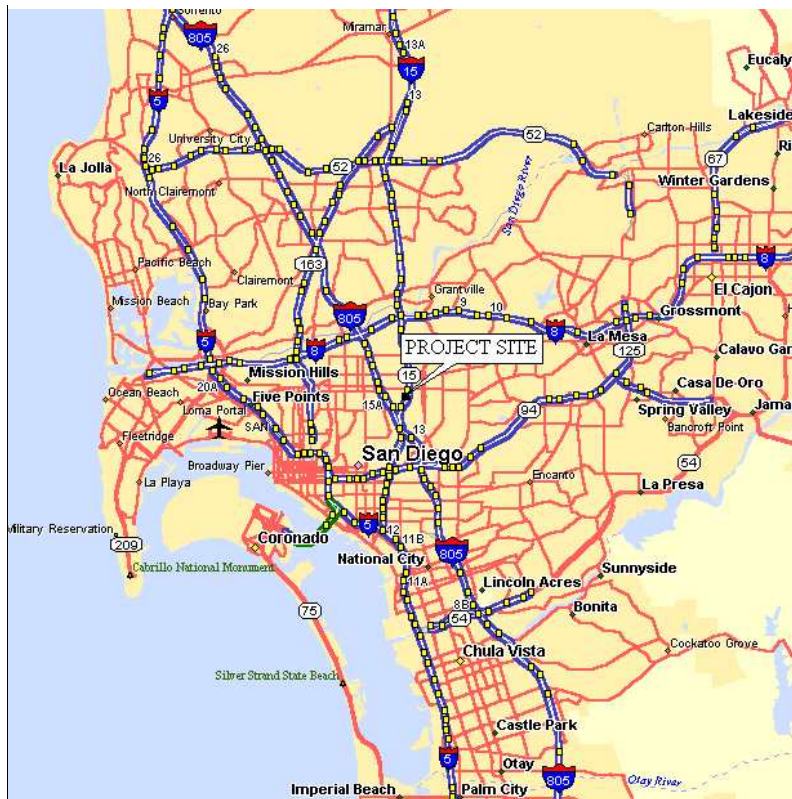 Sorrento
805
26
Miramar
13A
15
13
Eucaly
Lakeside
5
University City
52
Carlton Hills
67
Ri
26
La Jolla
52
Winter Gardens
North Clairemont
San Diego River
163
8
Pacific Beach
Clairemont
Grantville
El Cajon
Mission Beach
Bay Park
9
10
805
Grossmont
5
8
8
La Mesa
PROJECT SITE
125
Calavo Gar
Mission Hills
15
Casa De-Oro
Ocean Beach
20A
Five Points
15A
94
Spring Valley
Jama
Loma Portal
SAN
13
Bancroft Point
Fleetridge
San Diego
54
Broadway Pier
Encanto
La Playa
La Presa
Military Reservation
5
12
11B
209
Coronado
805
National City
Cabrillo National Monument
11A
Sunnyside
Lincoln Acres
75
8B
54
Bonita
Cockatoo Grove
Chula Vista
Silver Strand State Beach
Castle Park
5
Otay
805
Otay River
Imperial Beach
Palm City